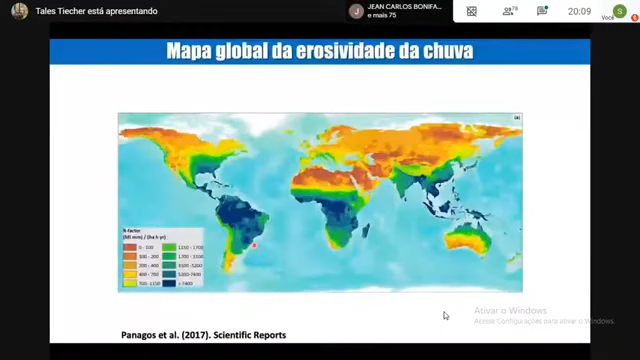 Tales Tiecher está apresentando
JEAN CARLOS BONIFA...
e mais 75
78
20:09
S
Você
Mapa global da erosividade da chuva
(a)
R-factor
(MJ mm) / (ha h yr)
0 - 100
100 - 200
200 - 400
400 - 700
700 - 1150
1150 - 1700
1700 - 3100
3100 - 5200
5200 - 7400
> 7400
Ativar o Windows
Acesse Configurações para ativar o Windows.
Panagos et al. (2017). Scientific Reports